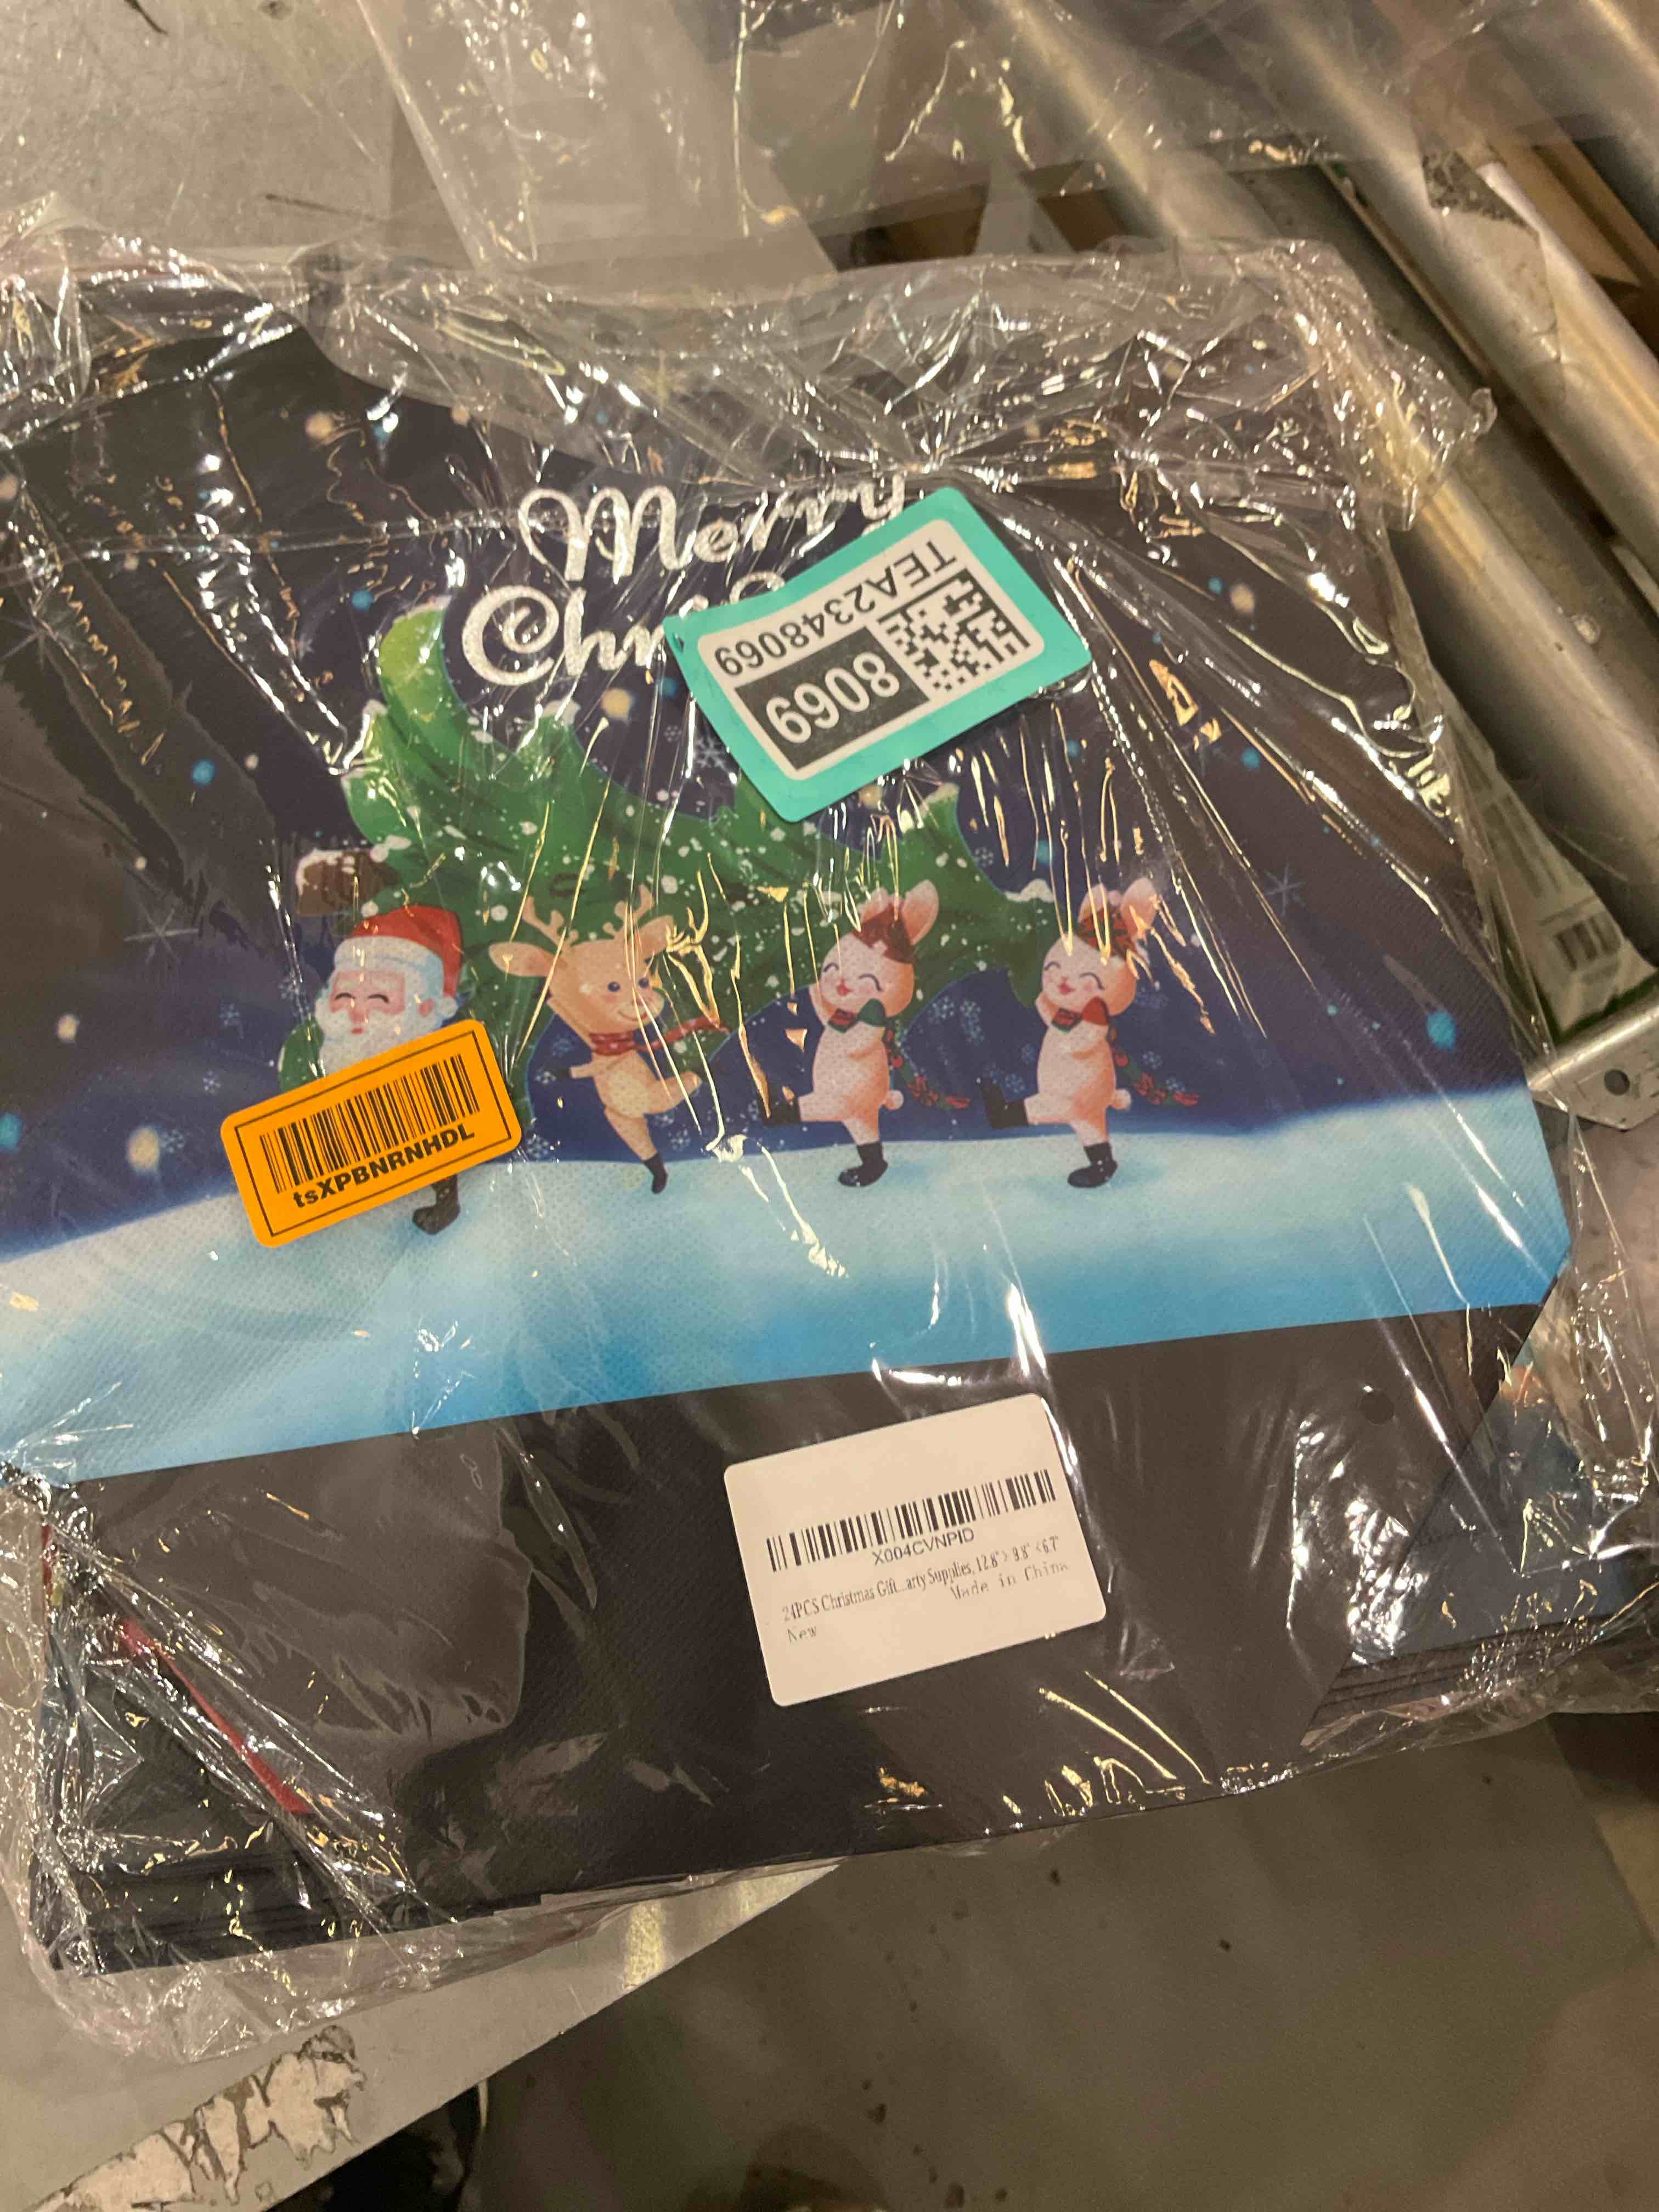 Merry
Chri
TEA2348069
8069
tsXPBNRNHDL
X004CVNPID
24PCS Christmas Gift...arty Supplies, 12.8" × 9.8" × 6.7"
Made in China
New